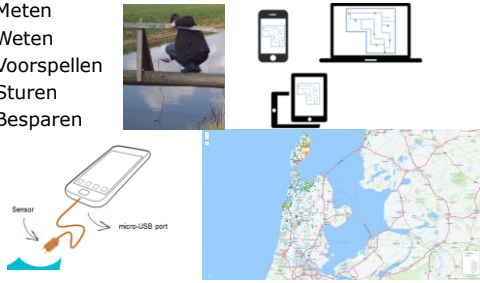 Meten
Weten
Voorspellen
Sturen
Besparen
Sensor
micro-USB port